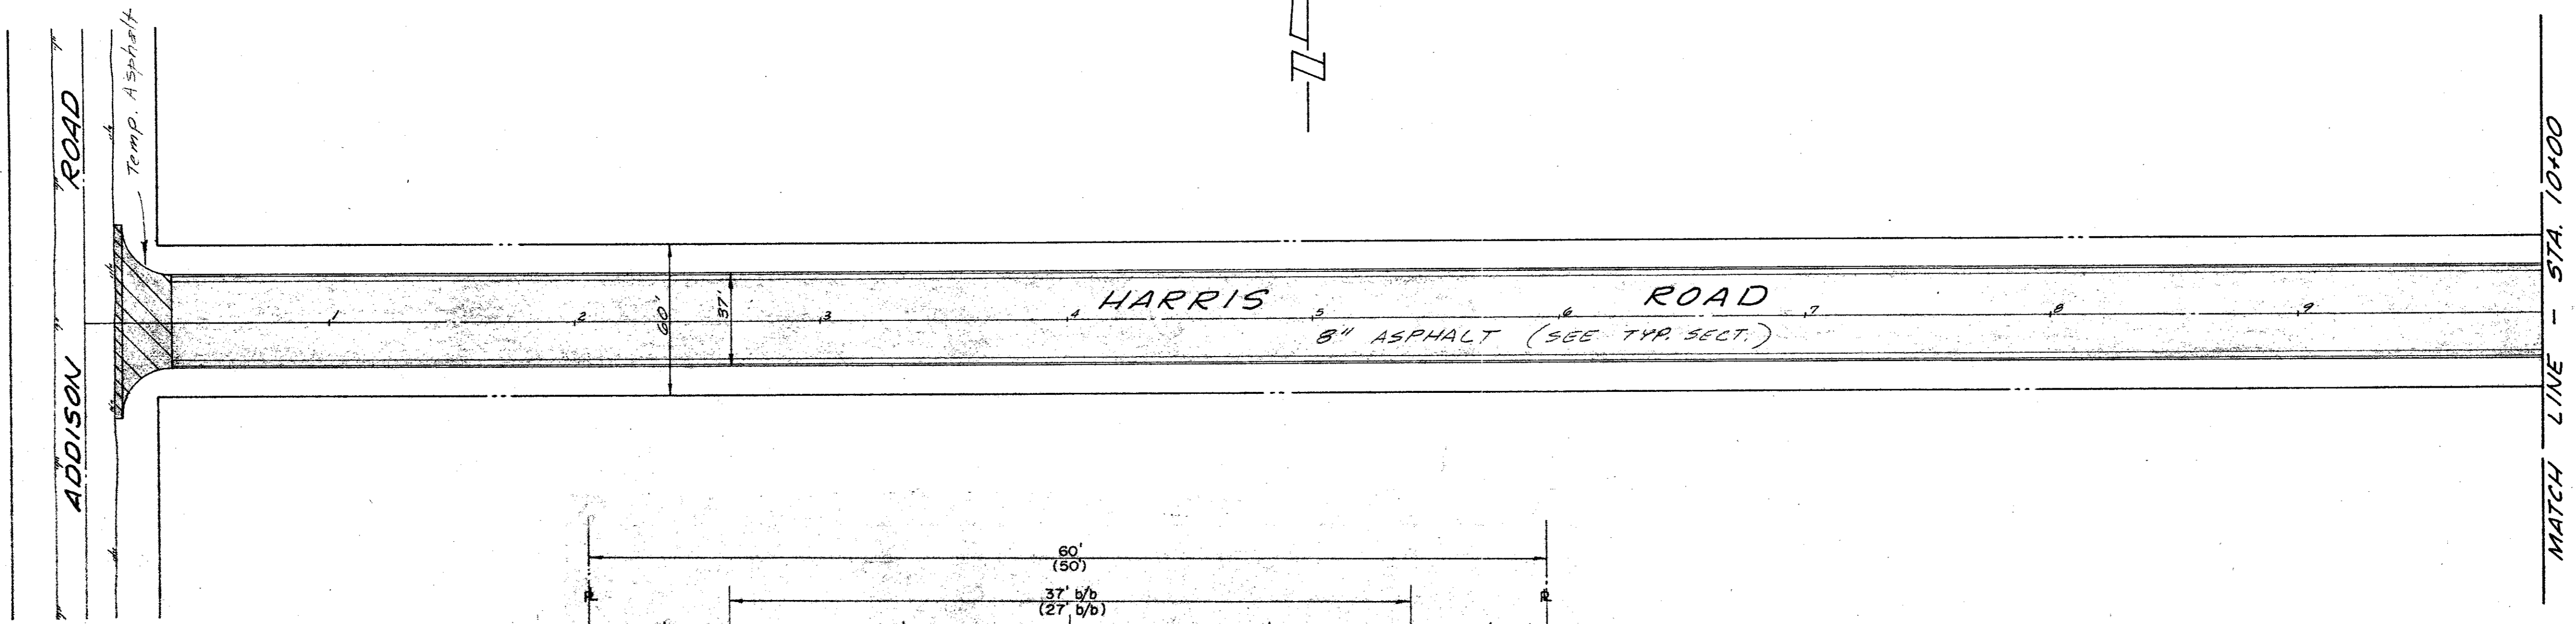 Temp. Asphalt
ADDISON ROAD
60'
37'
HARRIS ROAD
1 2 3 4 5 6 7 8 9
8" ASPHALT (SEE TYP. SECT.)
MATCH LINE - STA. 10+00
60'
(50')
37' b/b
(27' b/b)